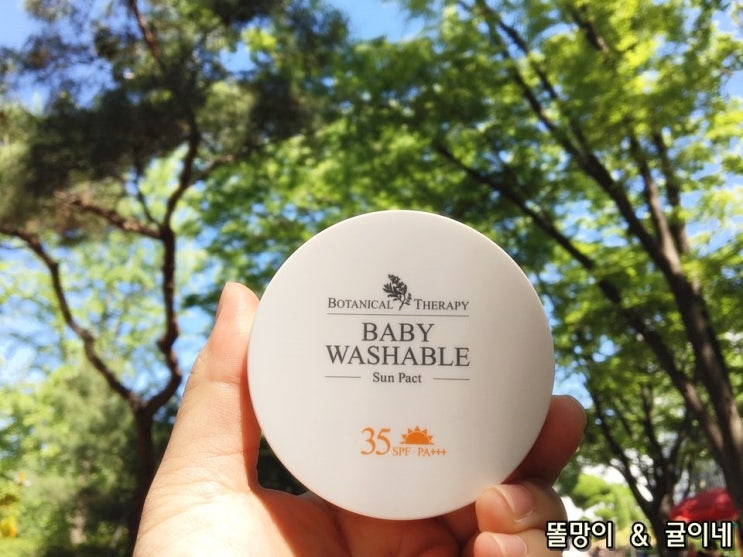 BOTANICAL THERAPY
BABY
WASHABLE
Sun Pact
35 SPF · PA+++
똘망이 & 귤이네